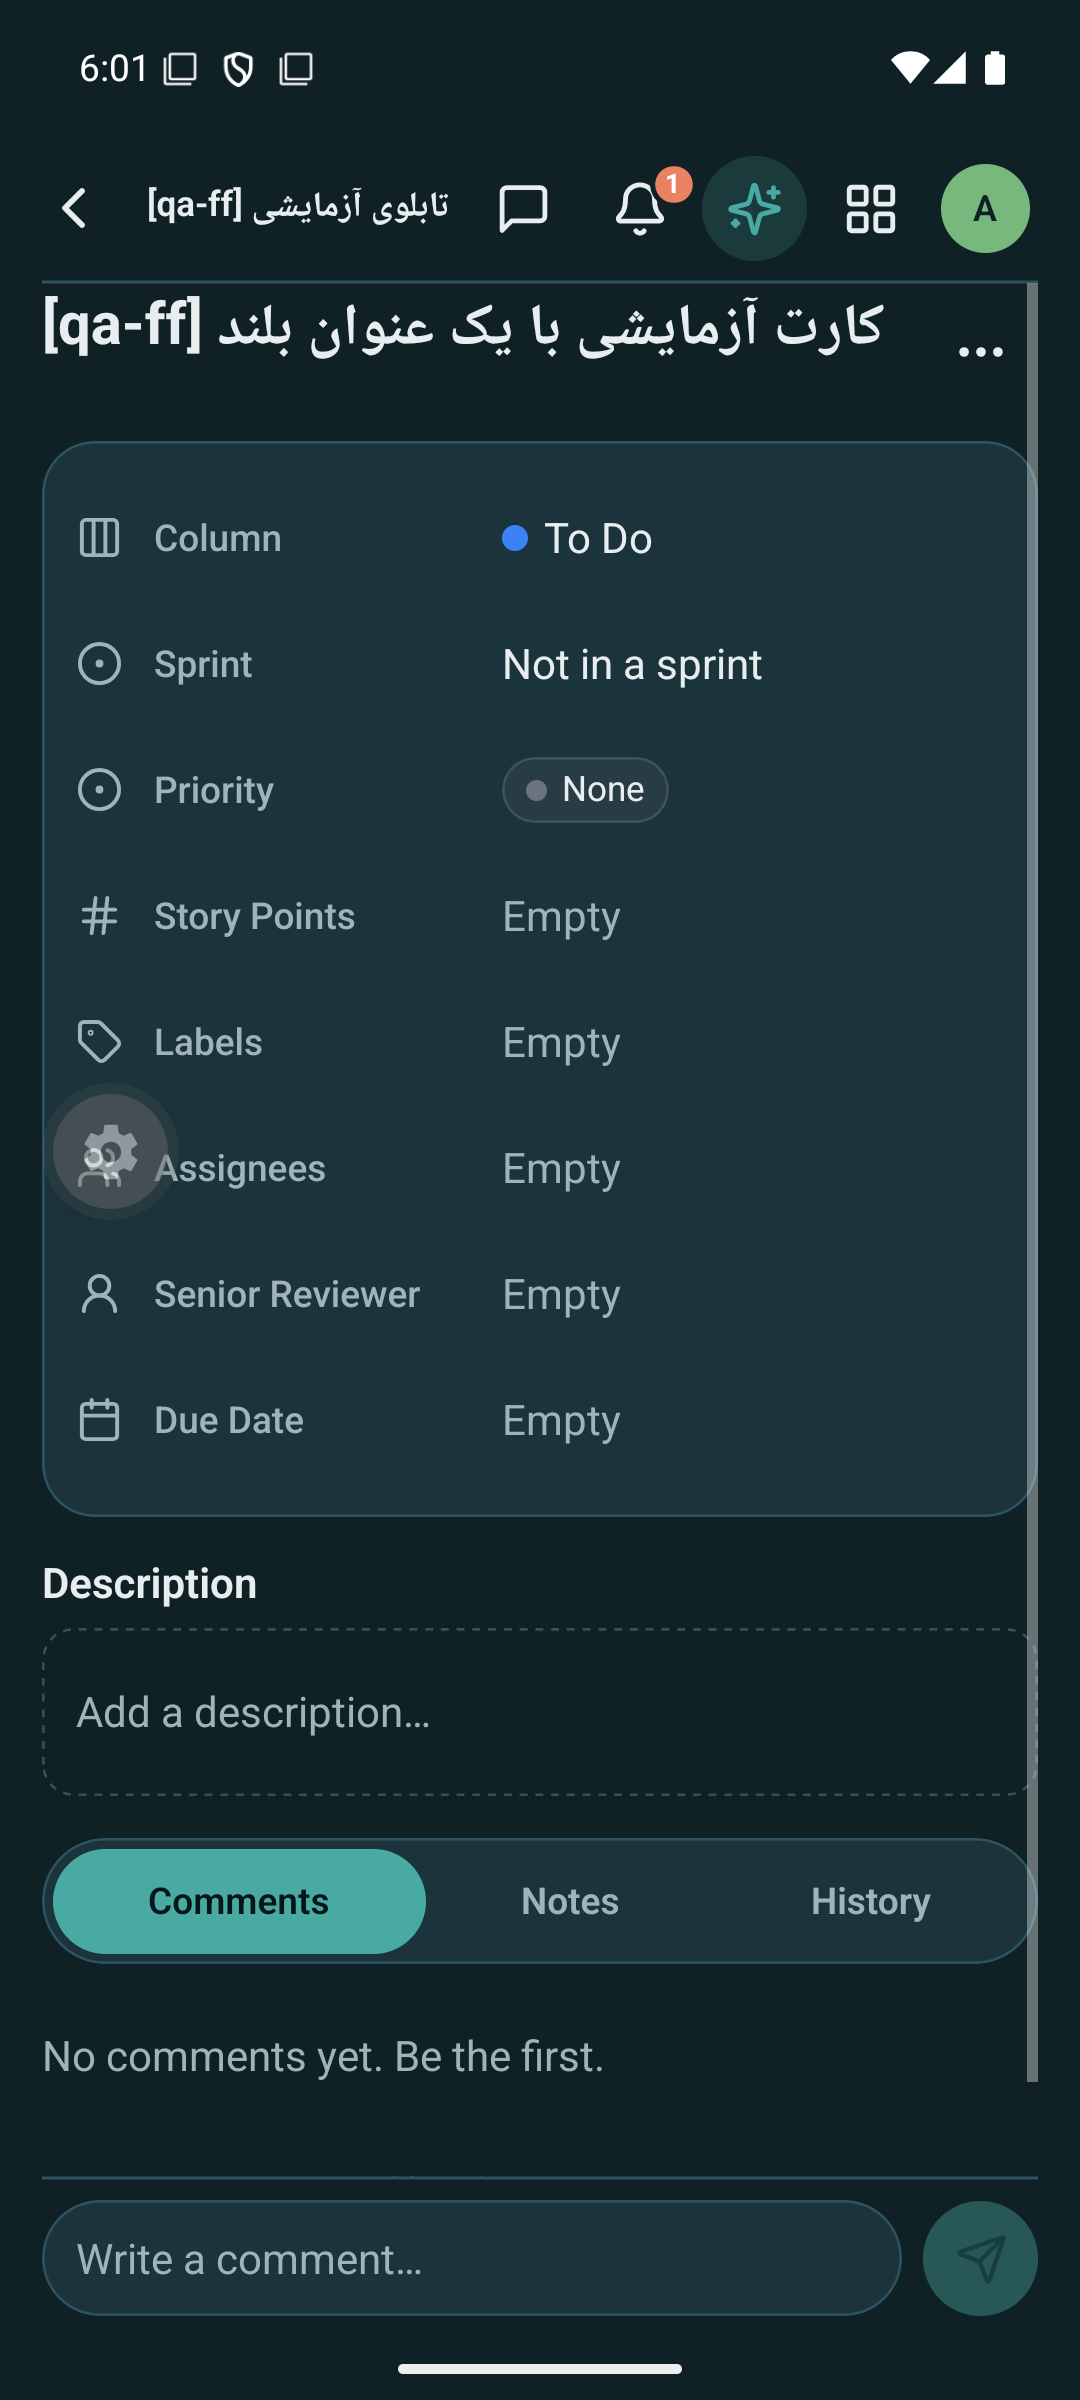 6:01
[qa-ff] تابلوی آزمایشی
1
A
[qa-ff] کارت آزمایشی با یک عنوان بلند
...
Column
To Do
Sprint
Not in a sprint
Priority
None
Story Points
Empty
Labels
Empty
Assignees
Empty
Senior Reviewer
Empty
Due Date
Empty
Description
Add a description...
Comments
Notes
History
No comments yet. Be the first.
Write a comment...